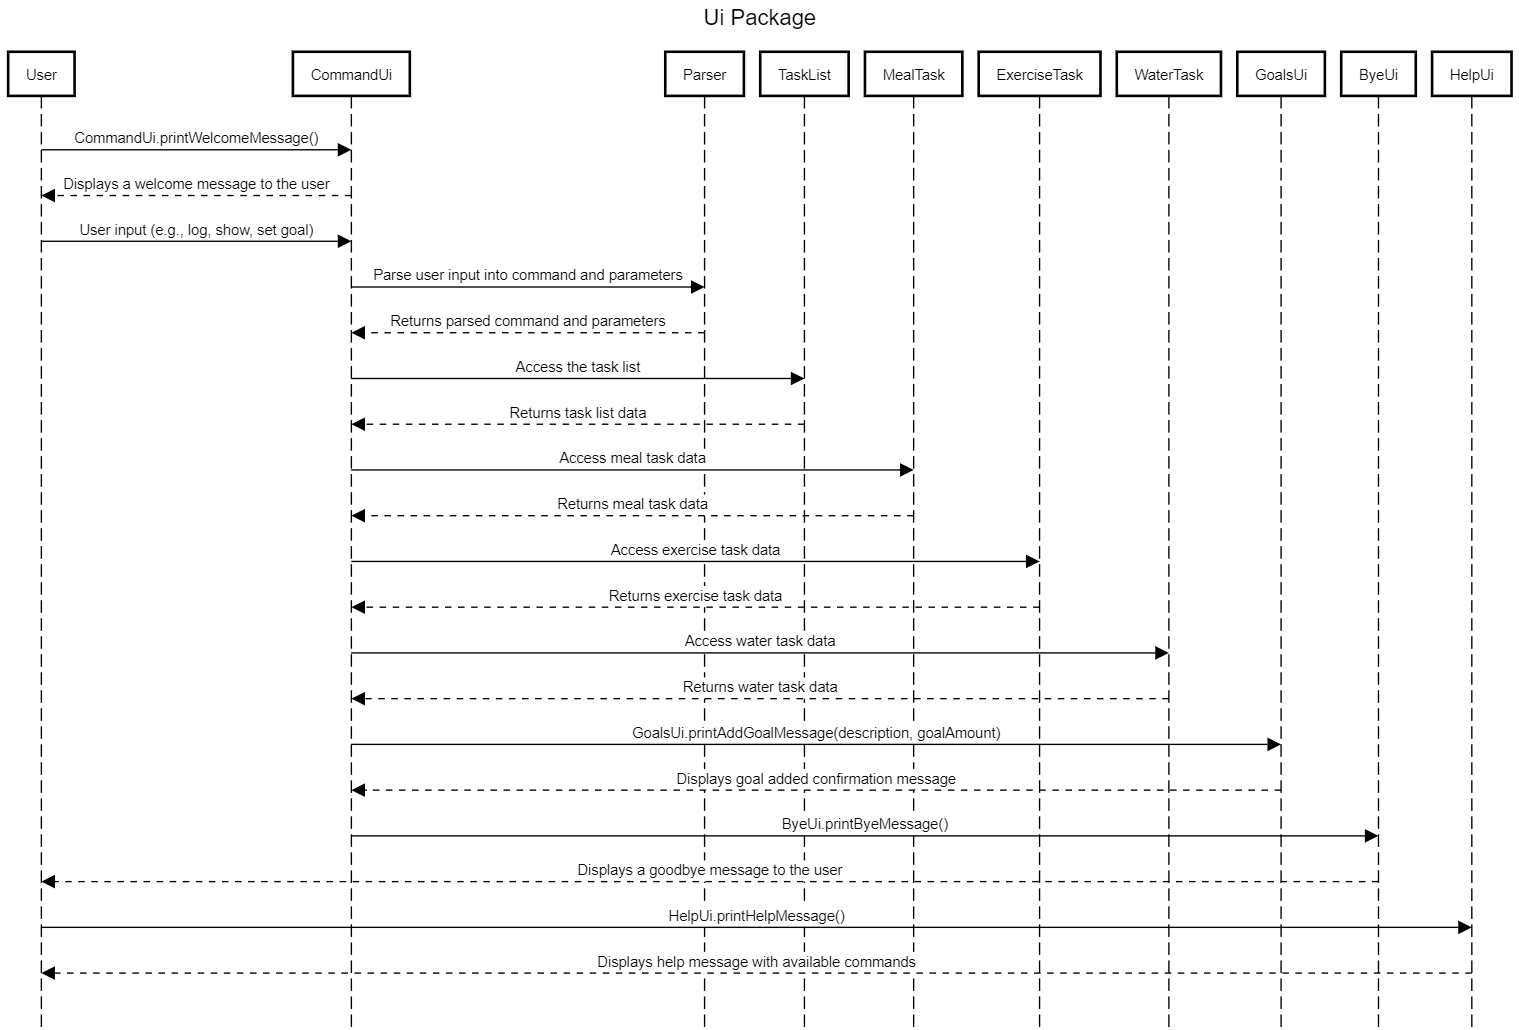 Ui Package
User
CommandUi
Parser
TaskList
MealTask
ExerciseTask
WaterTask
GoalsUi
ByeUi
HelpUi
CommandUi.printWelcomeMessage()
Displays a welcome message to the user
User input (e.g., log, show, set goal)
Parse user input into command and parameters
Returns parsed command and parameters
Access the task list
Returns task list data
Access meal task data
Returns meal task data
Access exercise task data
Returns exercise task data
Access water task data
Returns water task data
GoalsUi.printAddGoalMessage(description, goalAmount)
Displays goal added confirmation message
ByeUi.printByeMessage()
Displays a goodbye message to the user
HelpUi.printHelpMessage()
Displays help message with available commands